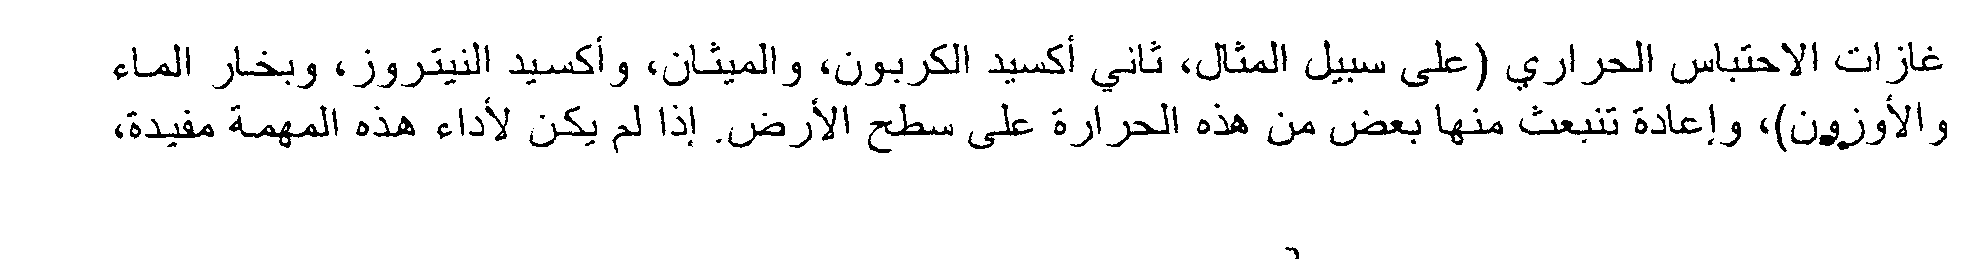 غازات الاحتباس الحراري (على سبيل المثال، ثاني أكسيد الكربون، والميثان، وأكسيد النيتروز، وبخار الماء
والأوزون)، وإعادة تنبعث منها بعض من هذه الحرارة على سطح الأرض. إذا لم يكن لأداء هذه المهمة مفيدة،